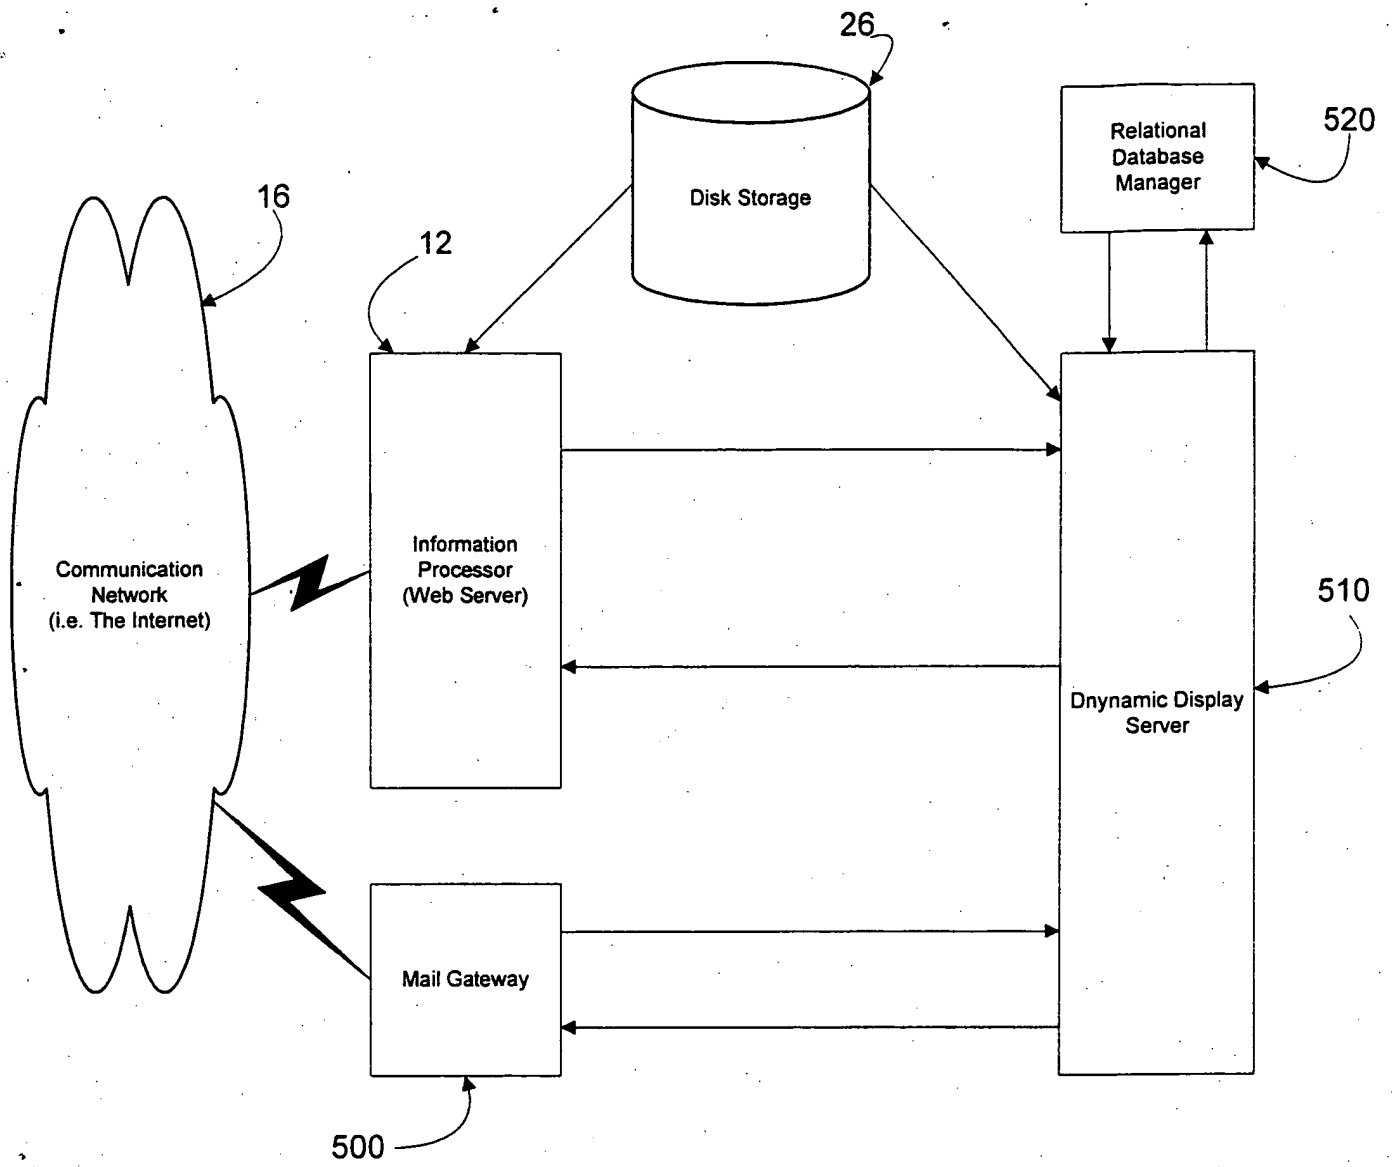 26
Disk Storage
Relational
Database
Manager
520
16
12
Communication
Network
(i.e. The Internet)
Information
Processor
(Web Server)
510
Dnynamic Display
Server
Mail Gateway
500